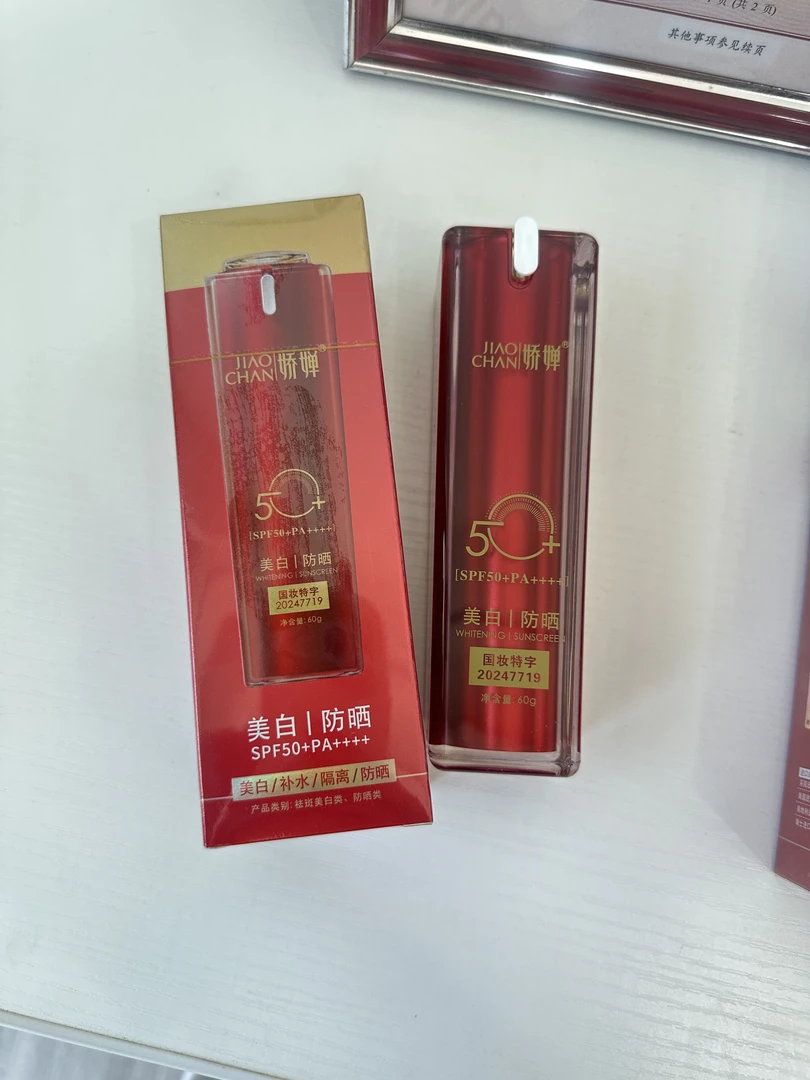 页(共 2 页)
其他事项参见续页
JIAO
CHAN
娇婵®
50+
[SPF50+PA++++]
美白|防晒
WHITENING | SUNSCREEN
国妆特字
20247719
净含量: 60g
美白|防晒
SPF50+PA++++
美白/补水/隔离/防晒
产品类别: 祛斑美白类、防晒类
JIAO
CHAN
娇婵®
50+
[SPF50+PA++++]
美白|防晒
WHITENING | SUNSCREEN
国妆特字
20247719
净含量: 60g